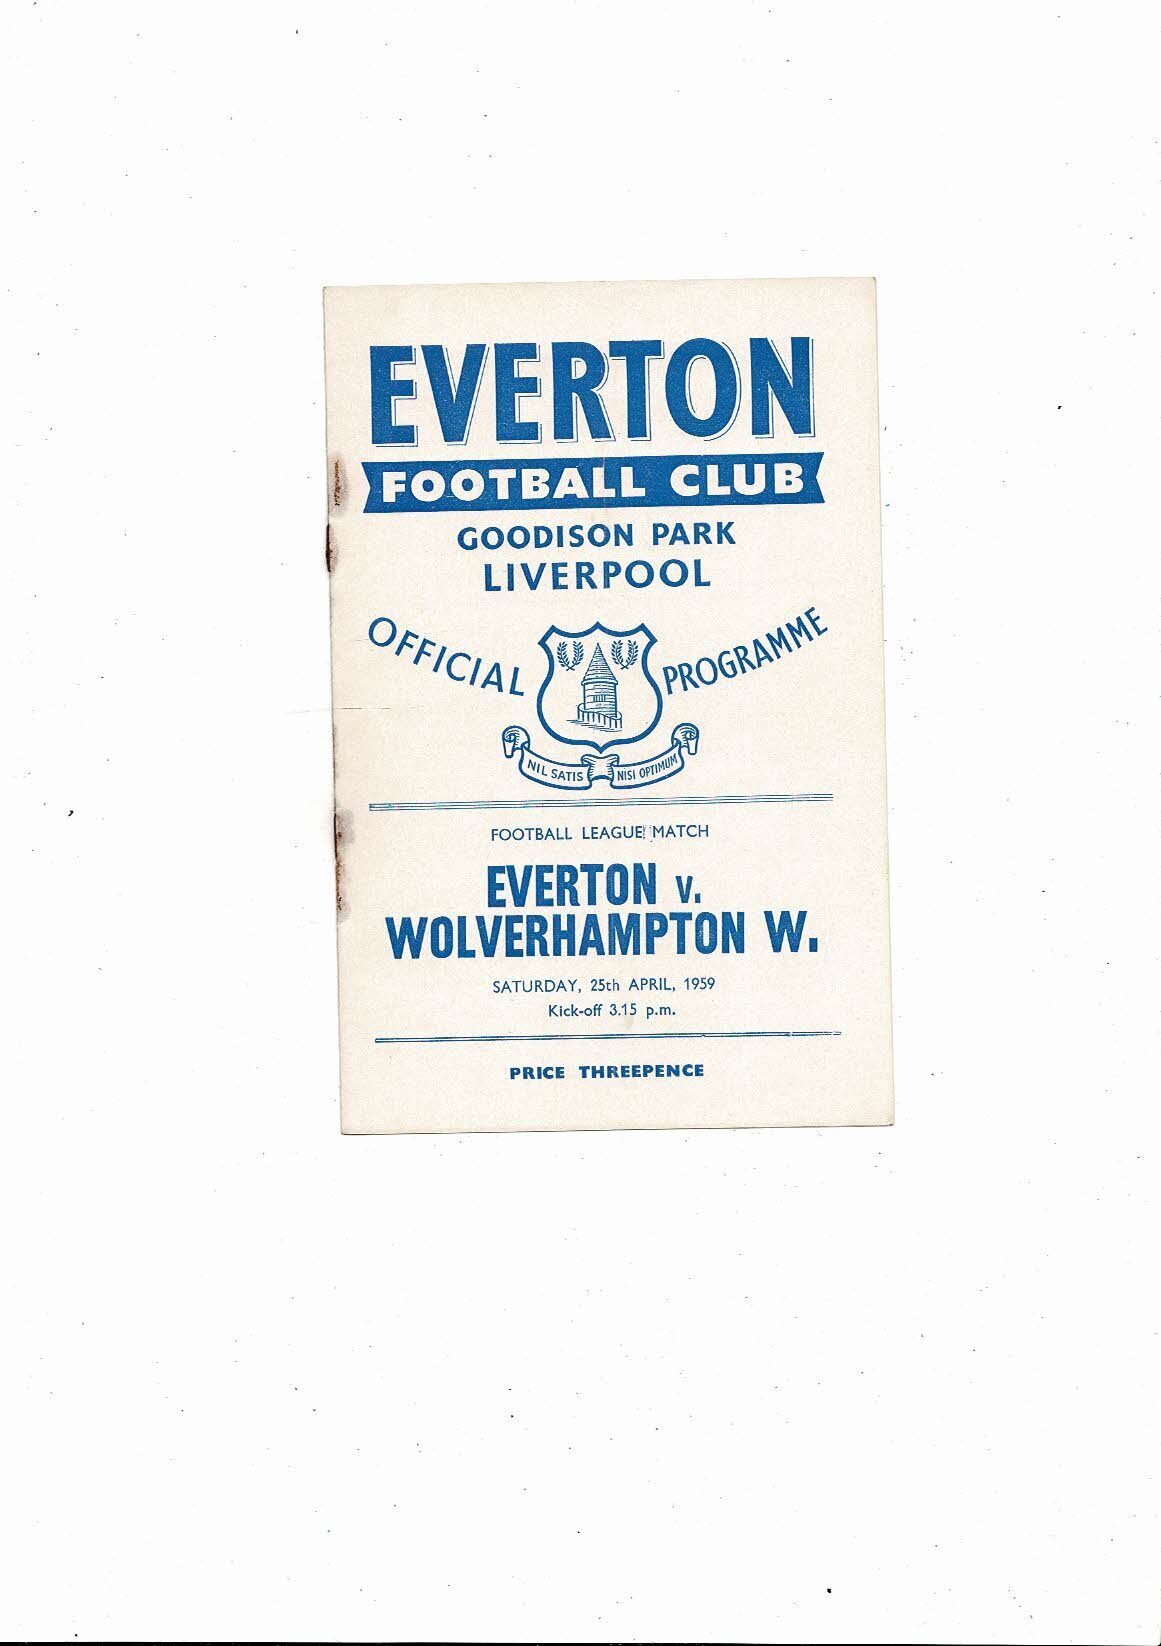 EVERTON
FOOTBALL CLUB
GOODISON PARK
LIVERPOOL
OFFICIAL PROGRAMME
NIL SATIS NISI OPTIMUM
FOOTBALL LEAGUE MATCH
EVERTON V.
WOLVERHAMPTON W.
SATURDAY, 25th APRIL, 1959
Kick-off 3.15 p.m.
PRICE THREEPENCE